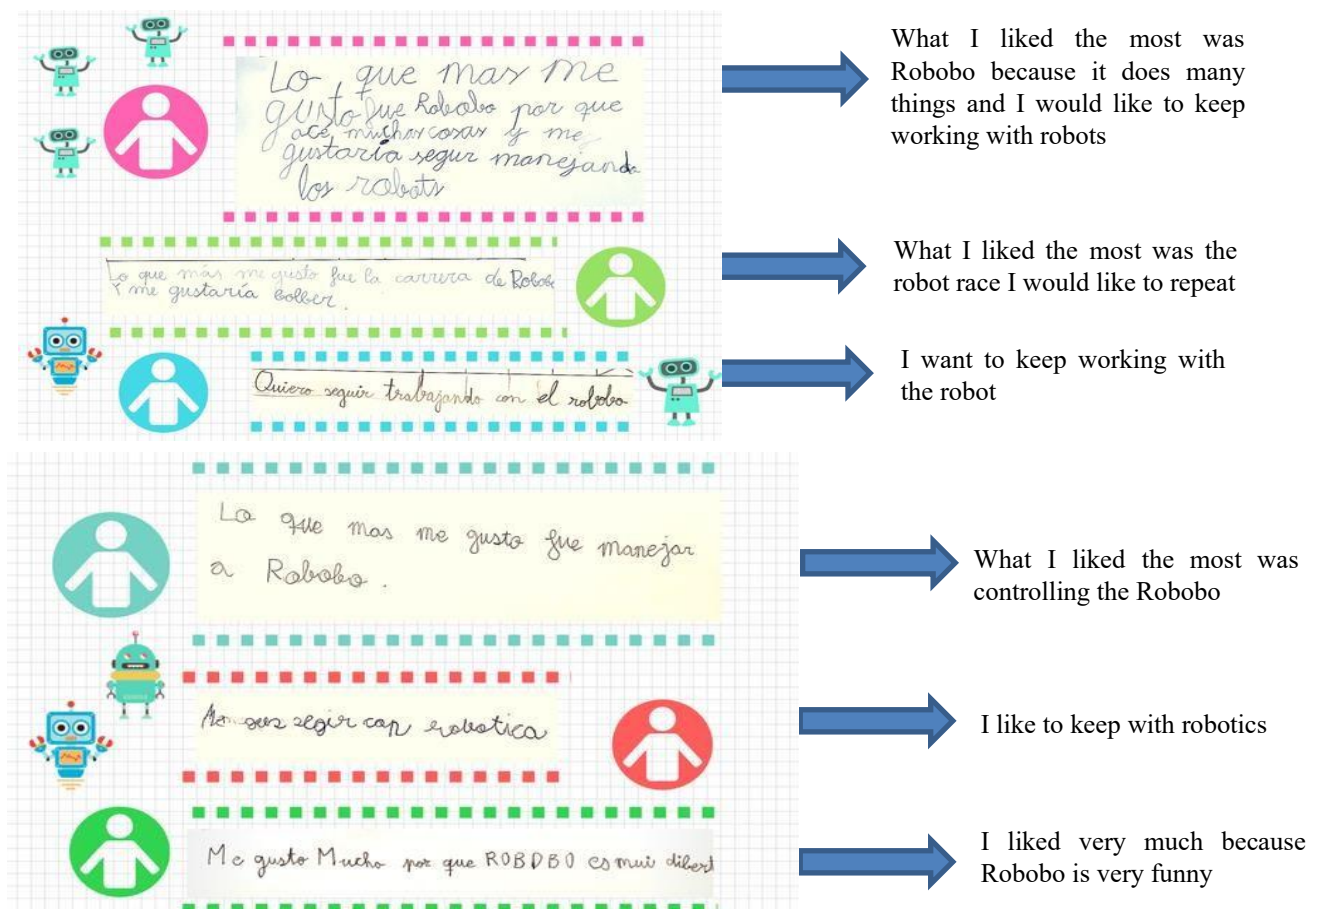 Lo que mas me
gusto fue Robobo por que
ace muchas cosas y me
gustaría segur manejando
los robots
What I liked the most was
Robobo because it does many
things and I would like to keep
working with robots
Lo que más me gusto fue la carrera de Robobo
Y me gustaría bolber.
What I liked the most was the
robot race I would like to repeat
Quiero seguir trabajando con el robobo
I want to keep working with
the robot
Lo que mas me gusto fue manejar
a Robobo.
What I liked the most was
controlling the Robobo
segir con robotica
I like to keep with robotics
Me gusto Mucho por que ROBOBO es mui dibert
I liked very much because
Robobo is very funny